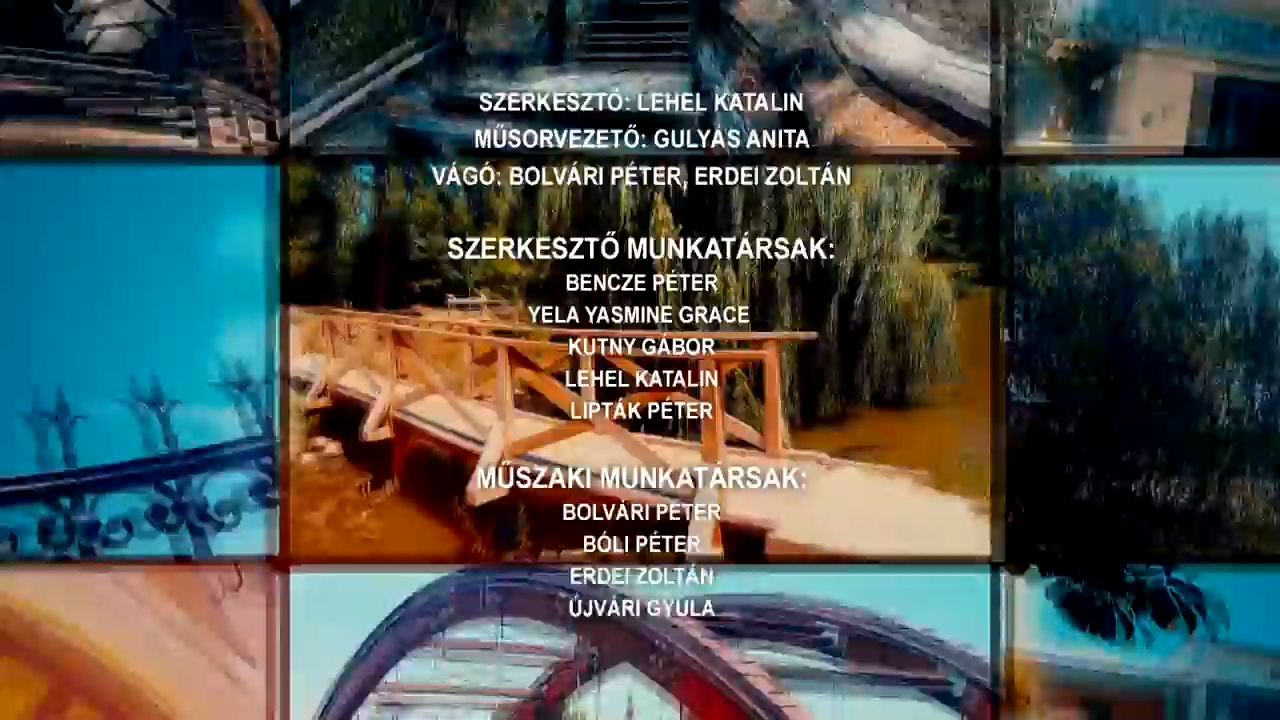 SZERKESZTŐ: LEHEL KATALIN
MŰSORVEZETŐ: GULYÁS ANITA
VÁGÓ: BOLVÁRI PÉTER, ERDEI ZOLTÁN
SZERKESZTŐ MUNKATÁRSAK:
BENCZE PÉTER
YELA YASMINE GRACE
KUTNY GÁBOR
LEHEL KATALIN
LIPTÁK PÉTER
MŰSZAKI MUNKATÁRSAK:
BOLVÁRI PÉTER
BÓLI PÉTER
ERDEI ZOLTÁN
ÚJVÁRI GYULA